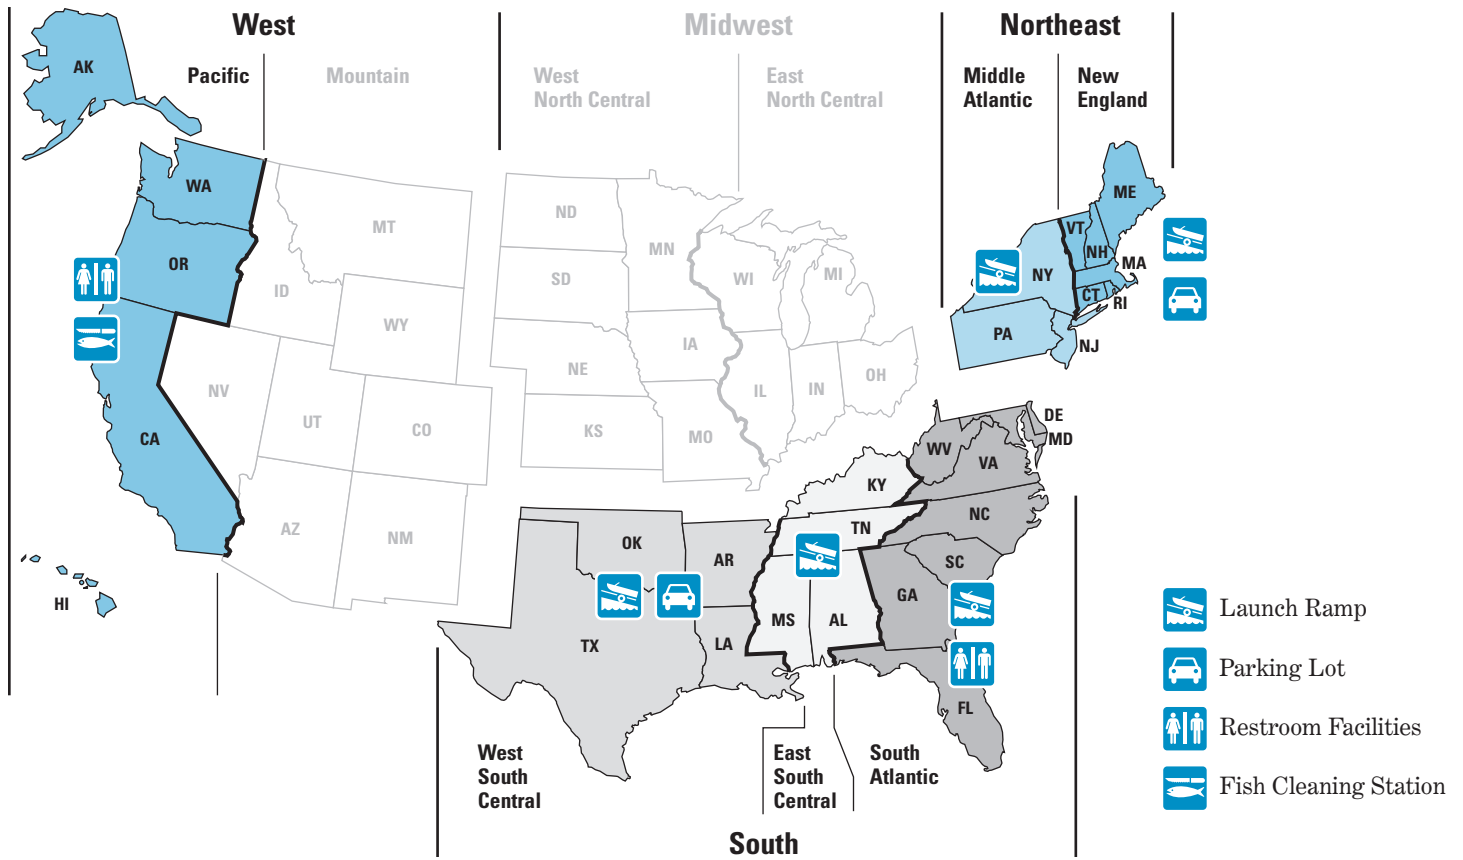 West
Midwest
Northeast
Pacific
Mountain
West
North Central
East
North Central
Middle
Atlantic
New
England
AK
WA
OR
CA
HI
MT
ID
WY
NV
UT
CO
AZ
NM
ND
SD
NE
KS
MN
IA
MO
WI
MI
IL
IN
OH
ME
VT
NH
MA
NY
CT
RI
PA
NJ
DE
MD
WV
VA
KY
NC
TN
SC
OK
AR
GA
MS
AL
TX
LA
FL
West
South
Central
East
South
Central
South
Atlantic
South
Launch Ramp
Parking Lot
Restroom Facilities
Fish Cleaning Station